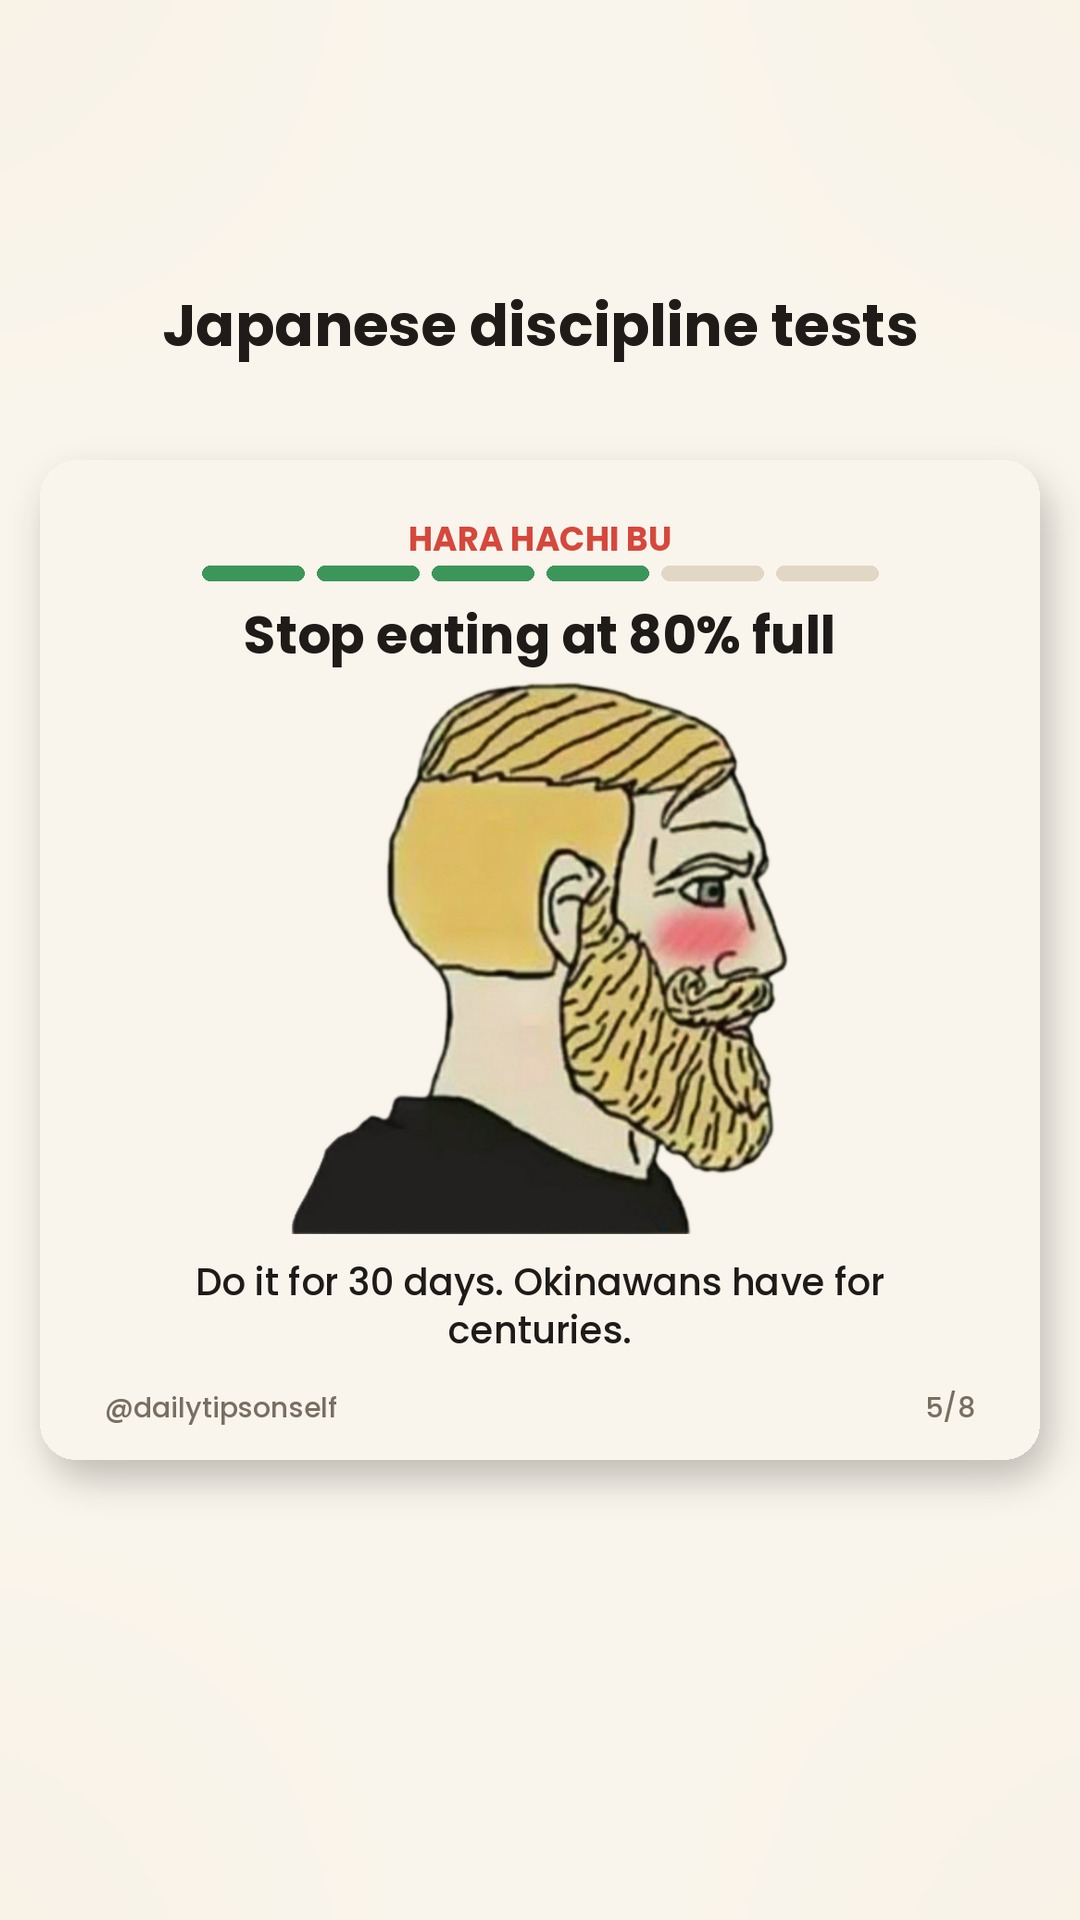 Japanese discipline tests
HARA HACHI BU
Stop eating at 80% full
Do it for 30 days. Okinawans have for
centuries.
@dailytipsonself
5/8